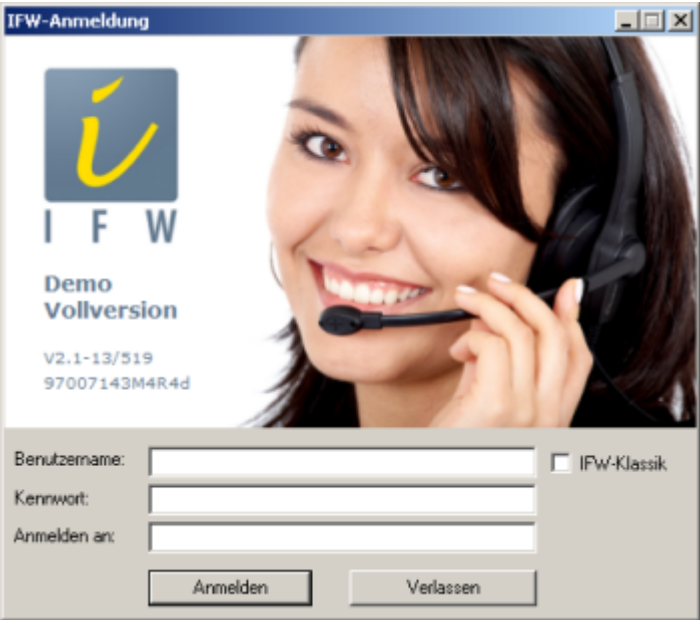 IFW-Anmeldung
i
IFW
Demo
Vollversion
V2.1-13/519
97007143M4R4d
Benutzername:
IFW-Klassik
Kennwort:
Anmelden an:
Anmelden
Verlassen